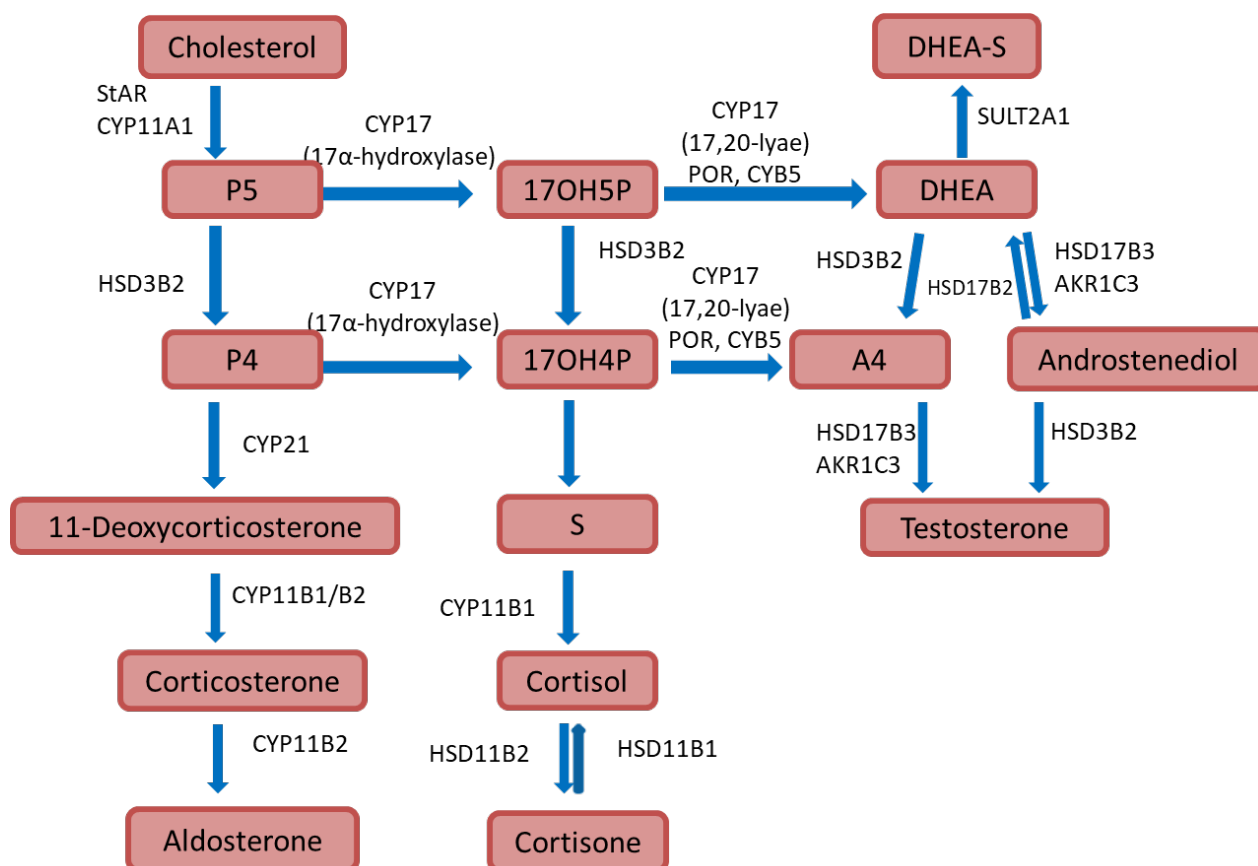 Cholesterol
DHEA-S
StAR
CYP11A1
CYP17
(17α-hydroxylase)
CYP17
(17,20-lyae)
POR, CYB5
SULT2A1
P5
17OH5P
DHEA
HSD3B2
HSD3B2
HSD3B2
HSD17B2
HSD17B3
AKR1C3
CYP17
(17α-hydroxylase)
CYP17
(17,20-lyae)
POR, CYB5
P4
17OH4P
A4
Androstenediol
CYP21
HSD17B3
AKR1C3
HSD3B2
11-Deoxycorticosterone
S
Testosterone
CYP11B1/B2
CYP11B1
Corticosterone
Cortisol
CYP11B2
HSD11B2
HSD11B1
Aldosterone
Cortisone